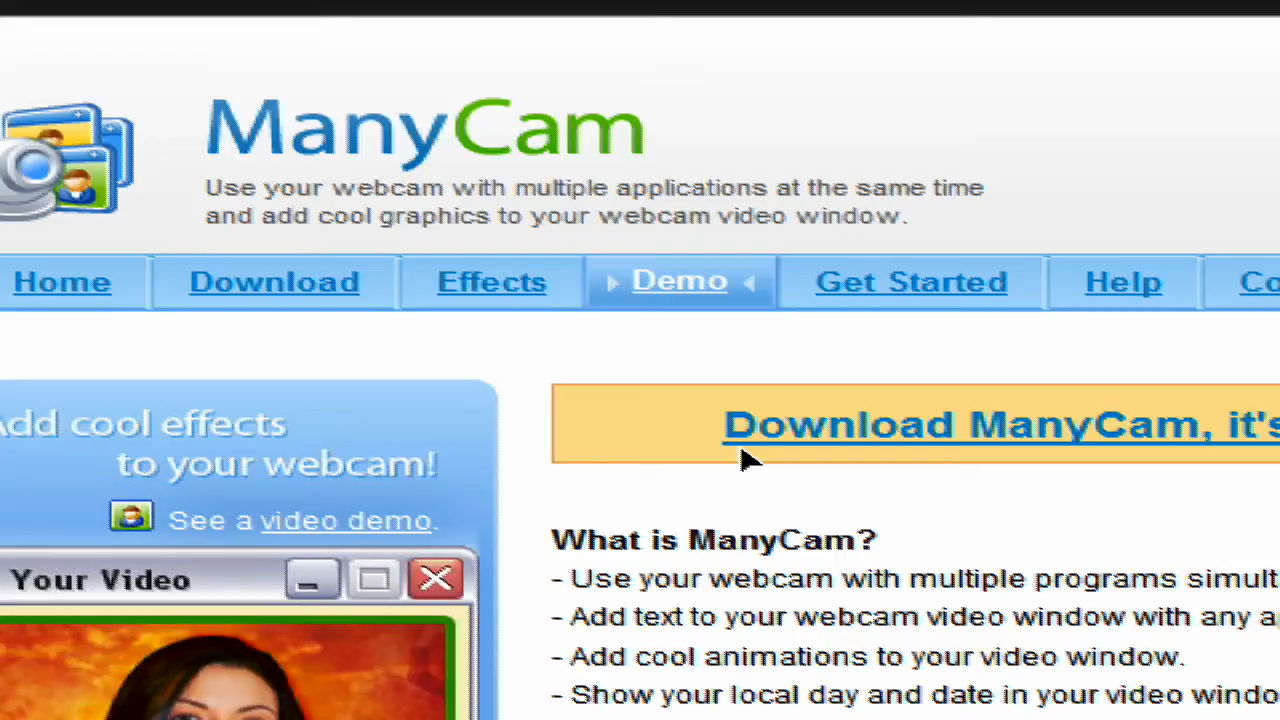 ManyCam
Use your webcam with multiple applications at the same time
and add cool graphics to your webcam video window.
Home Download Effects Demo Get Started Help Co
Add cool effects
to your webcam!
See a video demo.
Your Video
Download ManyCam, it's
What is ManyCam?
- Use your webcam with multiple programs simult
- Add text to your webcam video window with any a
- Add cool animations to your video window.
- Show your local day and date in your video windo